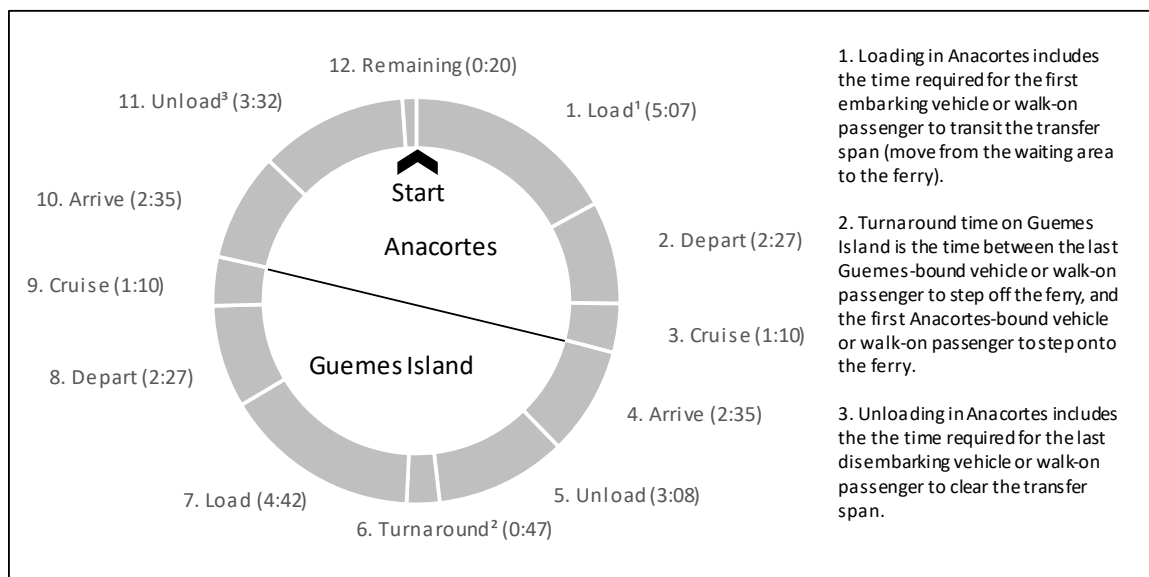 12. Remaining (0:20)
11. Unload³ (3:32)
1. Load¹ (5:07)
10. Arrive (2:35)
Start
Anacortes
2. Depart (2:27)
9. Cruise (1:10)
3. Cruise (1:10)
Guemes Island
8. Depart (2:27)
4. Arrive (2:35)
7. Load (4:42)
5. Unload (3:08)
6. Turnaround² (0:47)
1. Loading in Anacortes includes
the time required for the first
embarking vehicle or walk-on
passenger to transit the transfer
span (move from the waiting area
to the ferry).
2. Turnaround time on Guemes
Island is the time between the last
Guemes-bound vehicle or walk-on
passenger to step off the ferry, and
the first Anacortes-bound vehicle
or walk-on passenger to step onto
the ferry.
3. Unloading in Anacortes includes
the the time required for the last
disembarking vehicle or walk-on
passenger to clear the transfer
span.